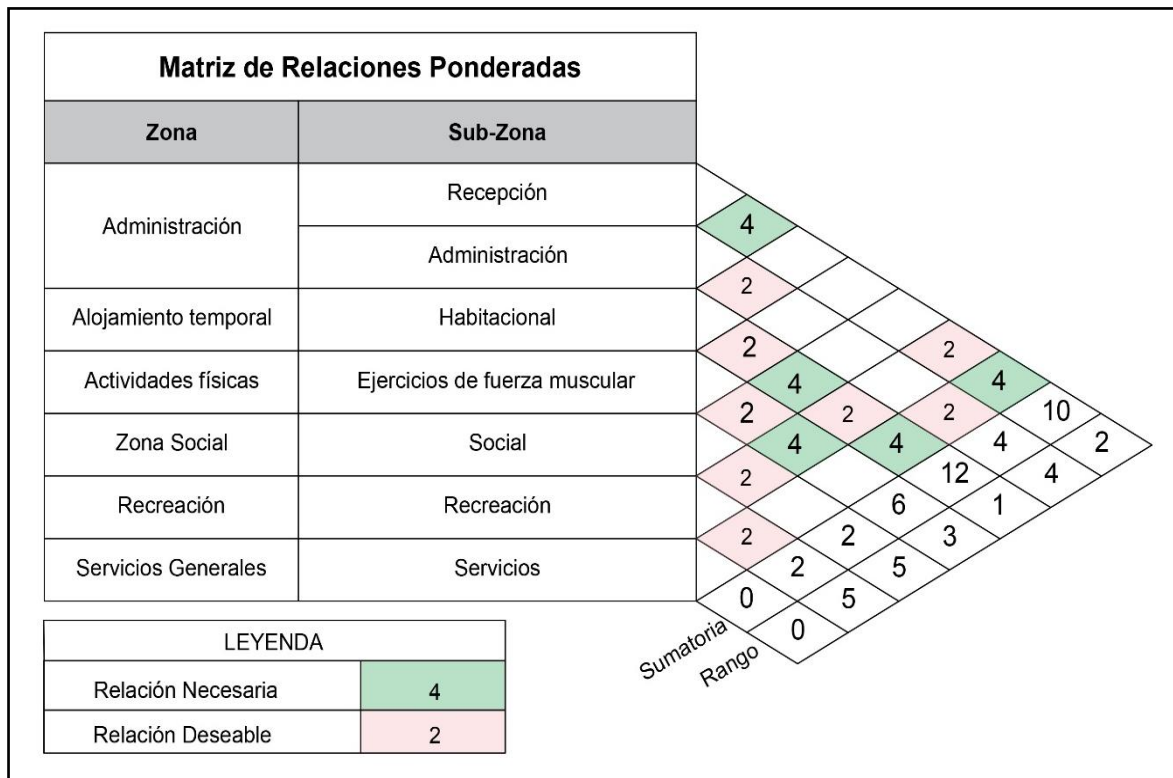 Matriz de Relaciones Ponderadas
Zona Sub-Zona
Recepción
Administración
Administración
Alojamiento temporal Habitacional
Actividades físicas Ejercicios de fuerza muscular
Zona Social Social
Recreación Recreación
Servicios Generales Servicios
4
2
2 2
4 4
2 2 10
2 4 4 4 2
2 12 4
6 1
2 2 3
2 5
0 5
0
Sumatoria
Rango
LEYENDA
Relación Necesaria 4
Relación Deseable 2